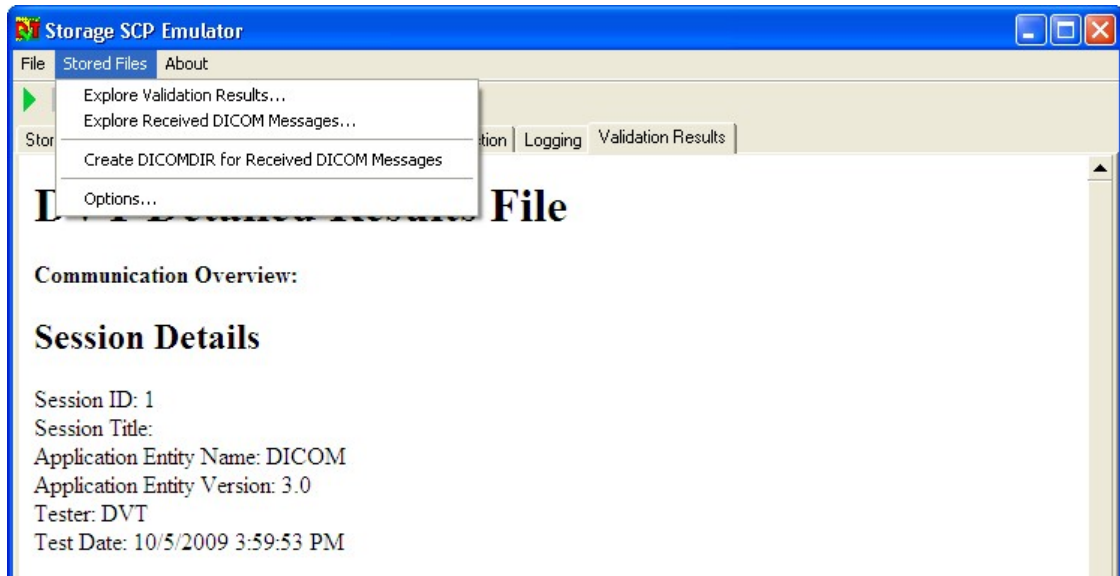 Storage SCP Emulator
File Stored Files About
Explore Validation Results...
Explore Received DICOM Messages...
Create DICOMDIR for Received DICOM Messages
Options...
Logging Validation Results
File
Communication Overview:
Session Details
Session ID: 1
Session Title:
Application Entity Name: DICOM
Application Entity Version: 3.0
Tester: DVT
Test Date: 10/5/2009 3:59:53 PM